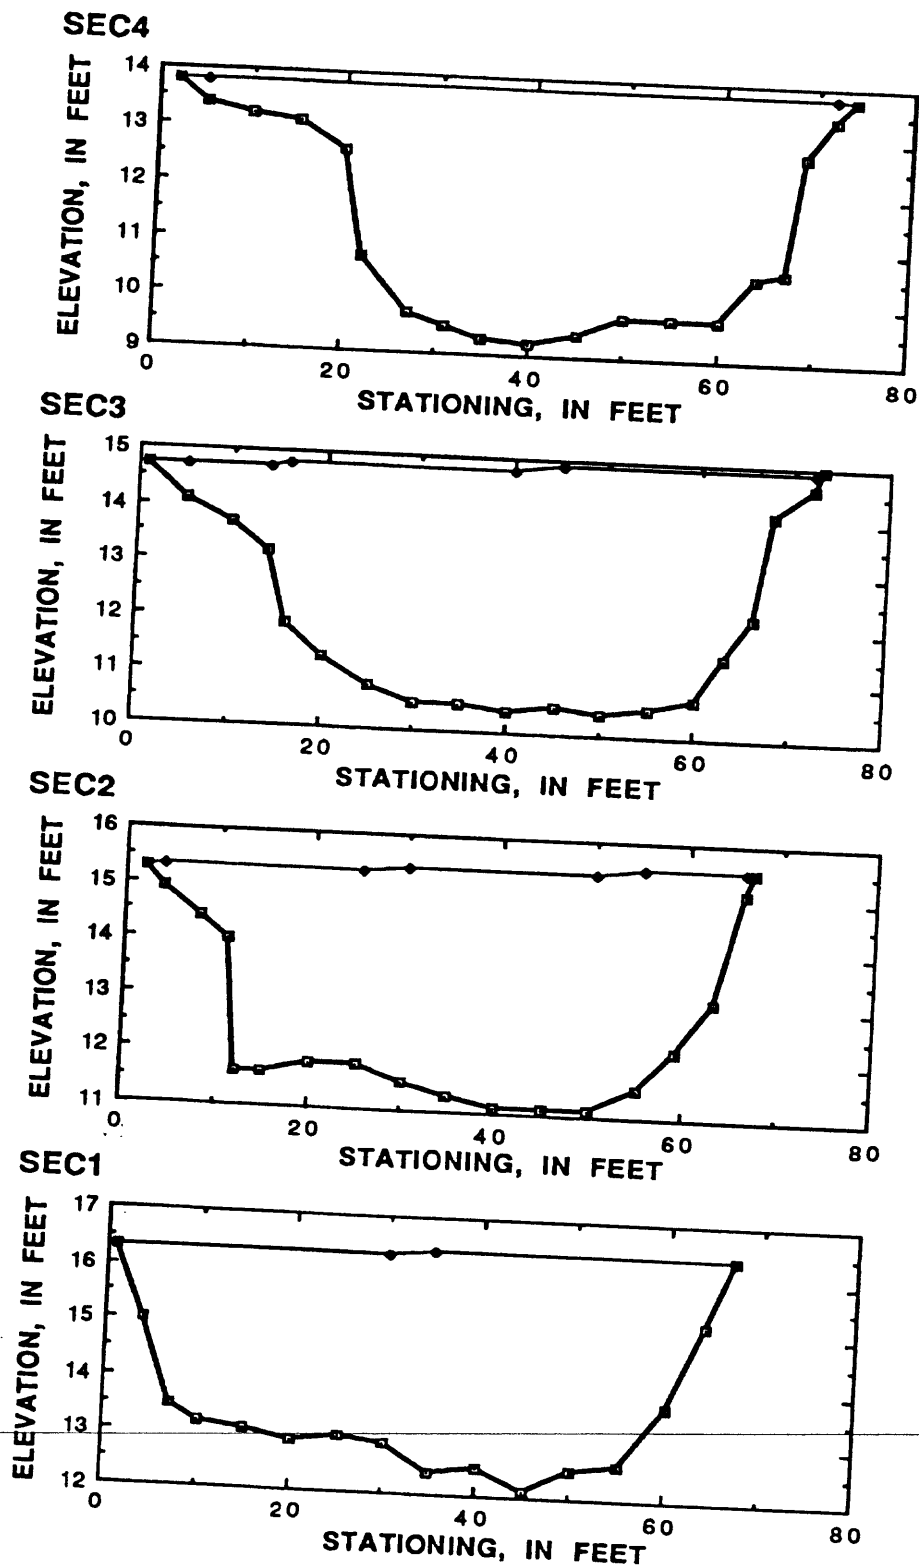 SEC4
ELEVATION, IN FEET
14
13
12
11
10
9
0 20 40 60 80
STATIONING, IN FEET
SEC3
ELEVATION, IN FEET
15
14
13
12
11
10
0 20 40 60 80
STATIONING, IN FEET
SEC2
ELEVATION, IN FEET
16
15
14
13
12
11
0 20 40 60 80
STATIONING, IN FEET
SEC1
ELEVATION, IN FEET
17
16
15
14
13
12
0 20 40 60 80
STATIONING, IN FEET